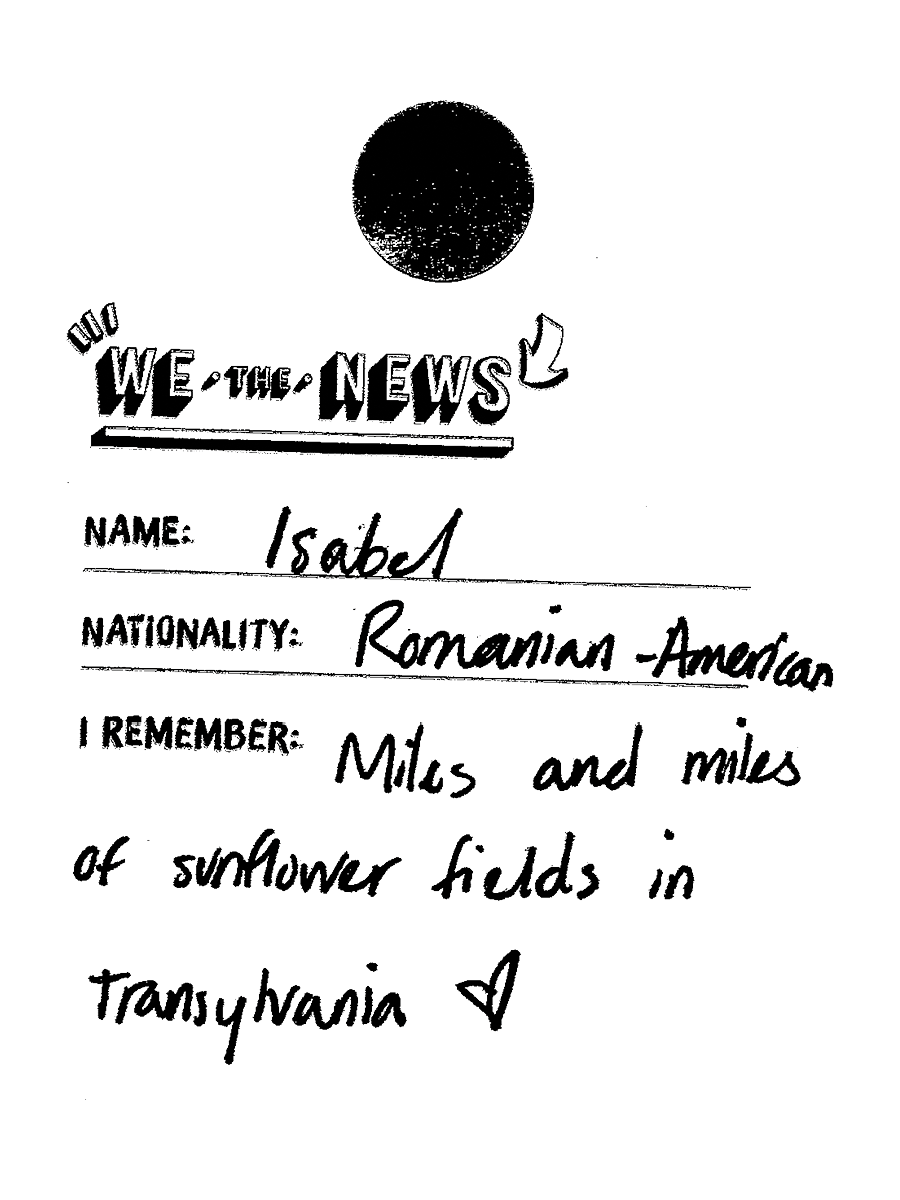 WE THE NEWS
NAME: Isabel
NATIONALITY: Romanian-American
I REMEMBER: Miles and miles
of sunflower fields in
Transylvania